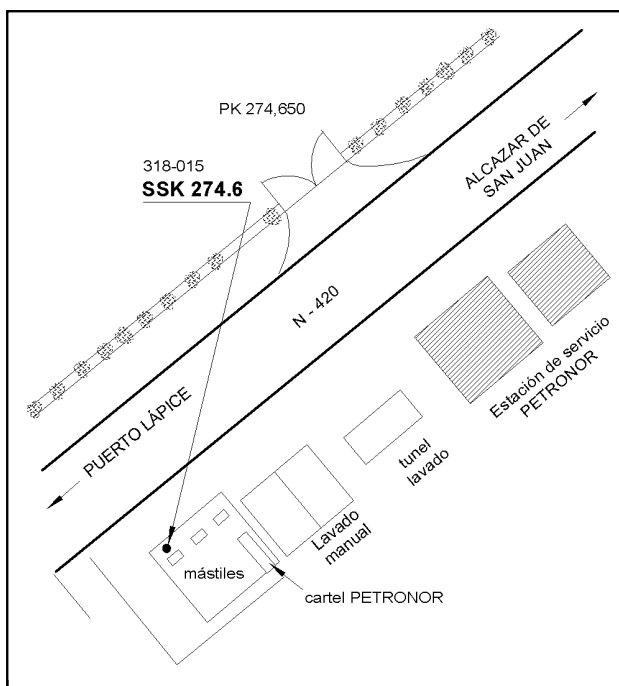 PK 274,650
318-015
SSK 274.6
ALCAZAR DE
SAN JUAN
N - 420
PUERTO LÁPICE
Estación de servicio
PETRONOR
tunel
lavado
Lavado
manual
mástiles
cartel PETRONOR